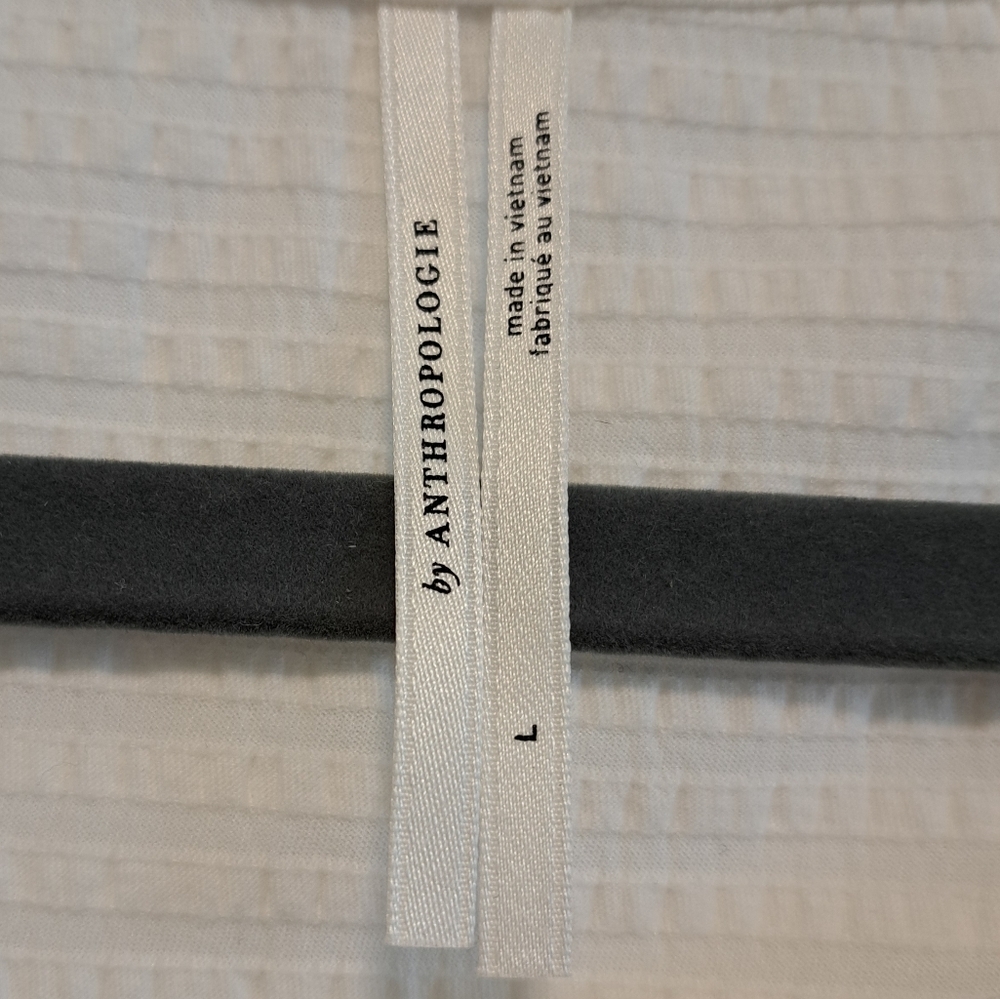 by ANTHROPOLOGIE
made in vietnam
fabriqué au vietnam
L